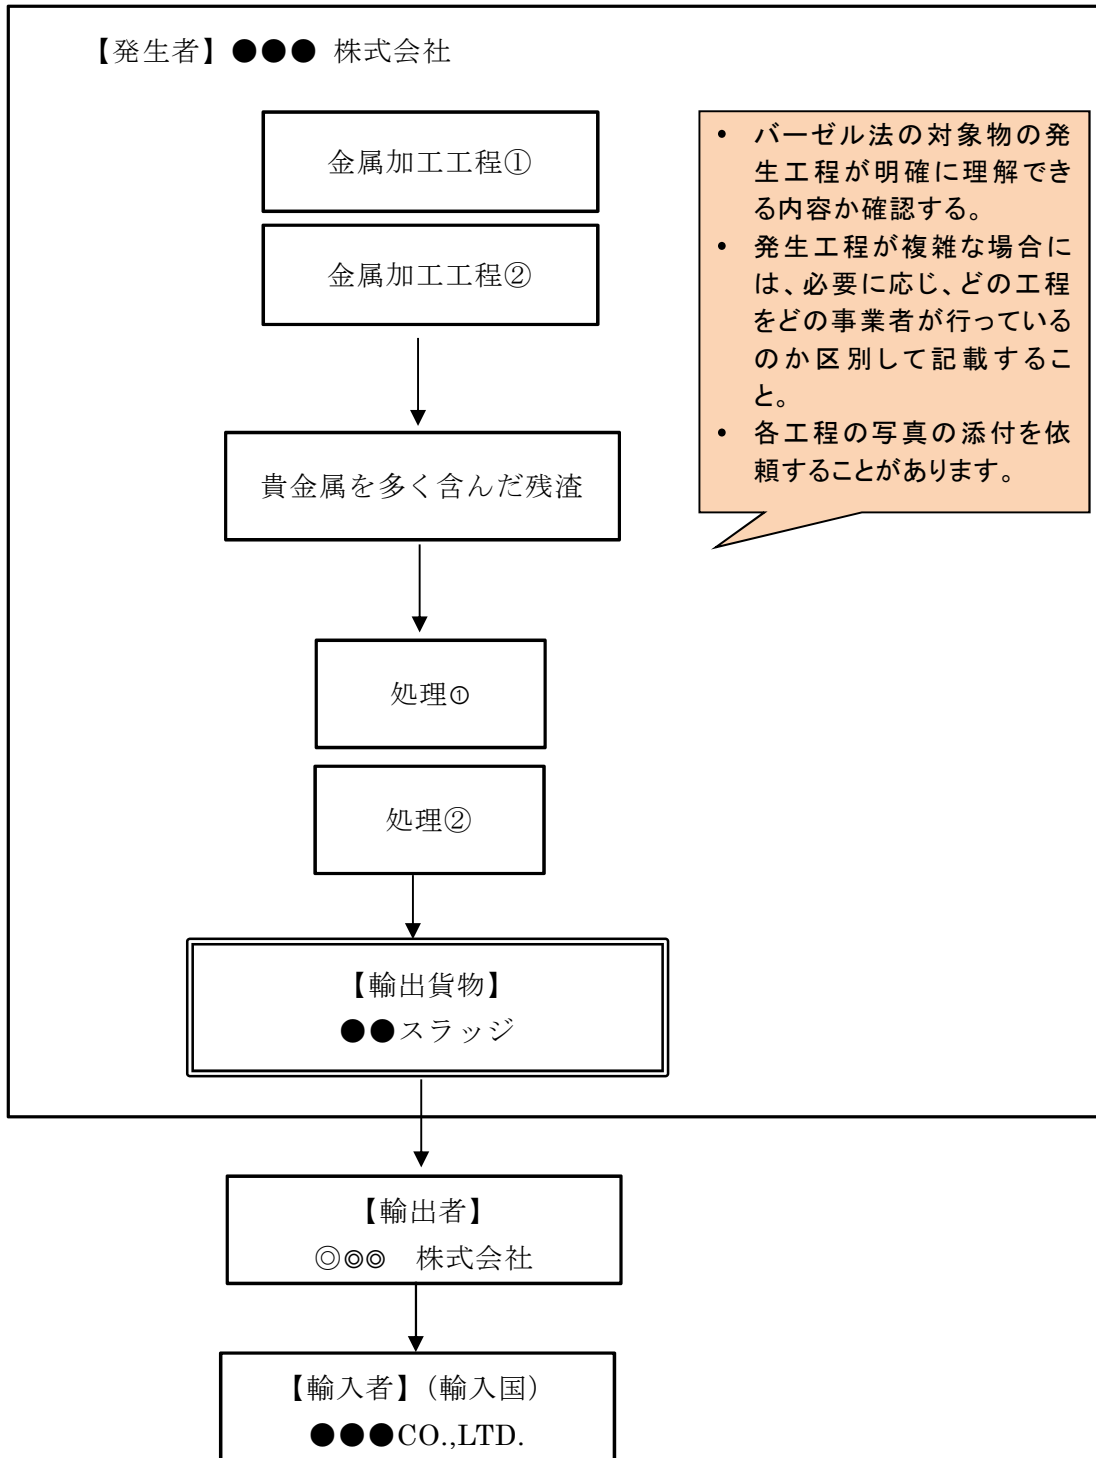 【発生者】●●● 株式会社
金属加工工程①
金属加工工程②
貴金属を多く含んだ残渣
処理①
処理②
【輸出貨物】
●●スラッジ
【輸出者】
◎◎◎　株式会社
【輸入者】（輸入国）
●●●CO.,LTD.
• バーゼル法の対象物の発
生工程が明確に理解でき
る内容か確認する。
• 発生工程が複雑な場合に
は、必要に応じ、どの工程
をどの事業者が行っている
のか区別して記載するこ
と。
• 各工程の写真の添付を依
頼することがあります。